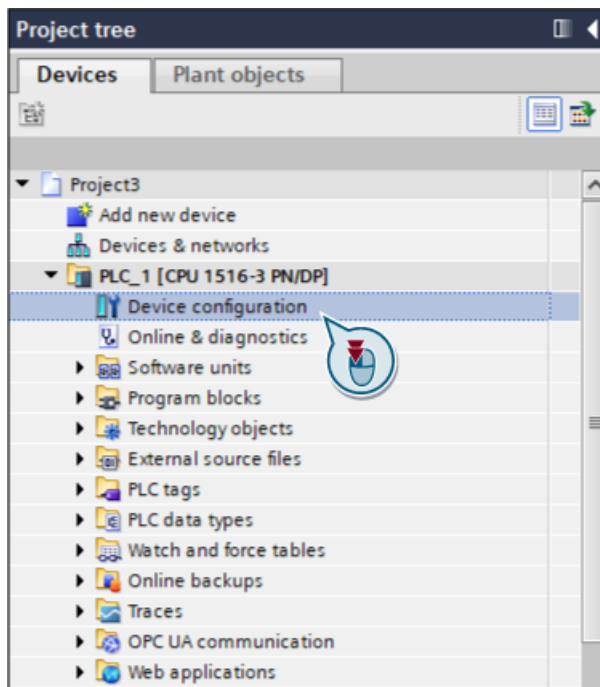 Project tree
Devices
Plant objects
Project3
Add new device
Devices & networks
PLC_1 [CPU 1516-3 PN/DP]
Device configuration
Online & diagnostics
Software units
Program blocks
Technology objects
External source files
PLC tags
PLC data types
Watch and force tables
Online backups
Traces
OPC UA communication
Web applications